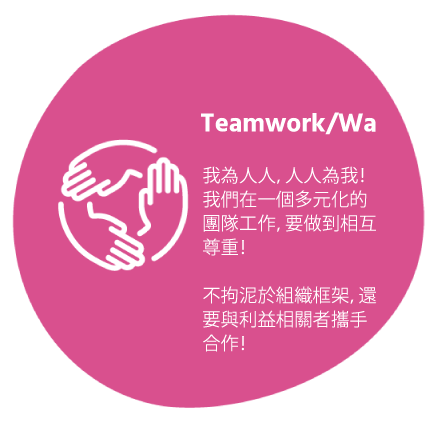 Teamwork/Wa
我為人人, 人人為我!
我們在一個多元化的
團隊工作, 要做到相互
尊重!
不拘泥於組織框架, 還
要與利益相關者攜手
合作!